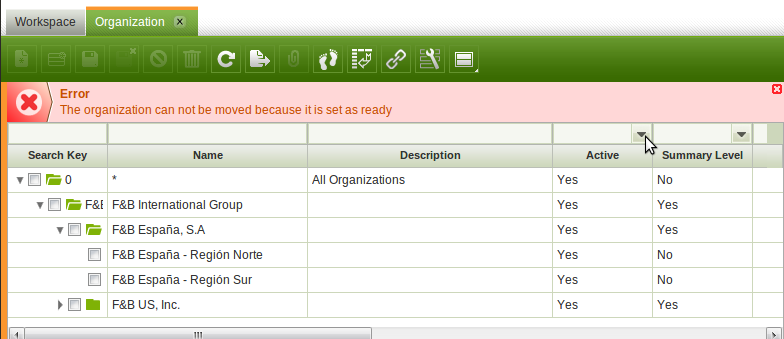 Workspace Organization
Error
The organization can not be moved because it is set as ready
Search Key Name Description Active Summary Level
0 * All Organizations Yes No
F&B F&B International Group Yes Yes
F&B España, S.A Yes Yes
F&B España - Región Norte Yes No
F&B España - Región Sur Yes No
F&B US, Inc. Yes Yes